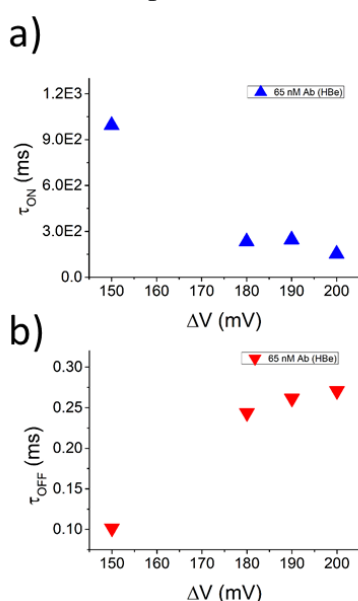 a)
65 nM Ab (HBe)
1.2E3
9.0E2
6.0E2
3.0E2
0.0
τON (ms)
150 160 170 180 190 200
ΔV (mV)
b)
65 nM Ab (HBe)
0.30
0.25
0.20
0.15
0.10
τOFF (ms)
150 160 170 180 190 200
ΔV (mV)